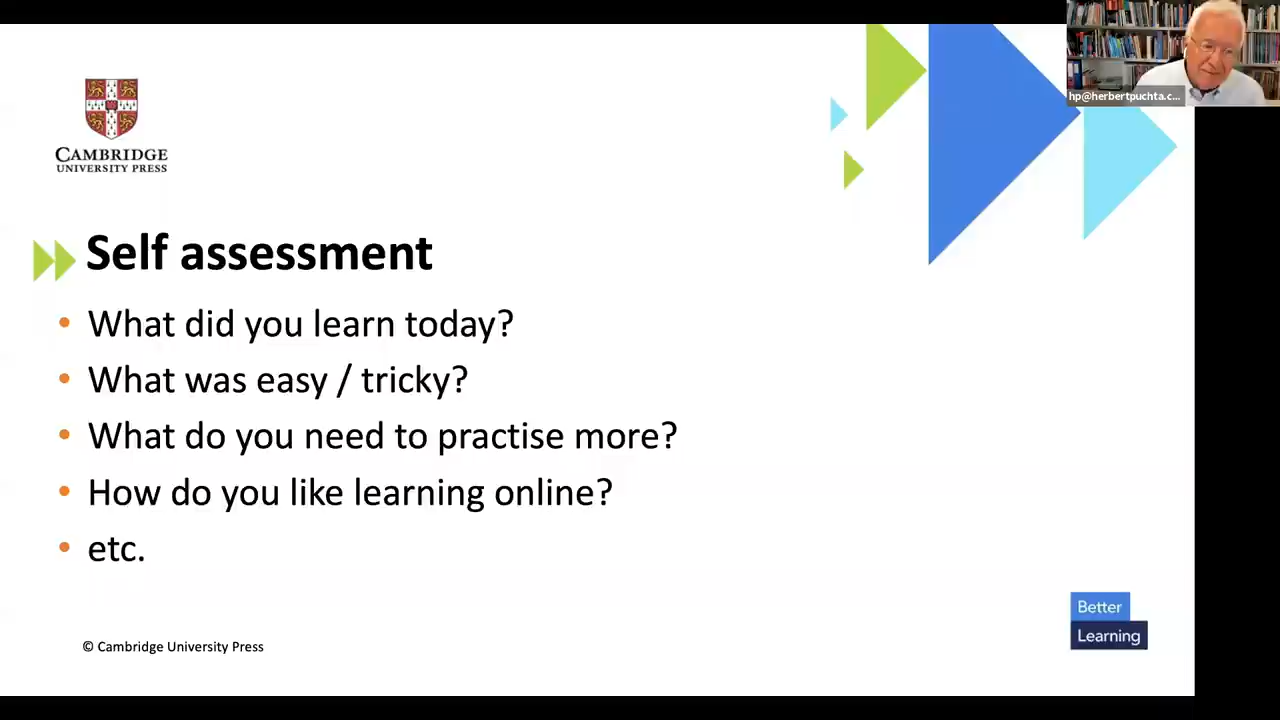 hp@herbertpuchta.c...
CAMBRIDGE
UNIVERSITY PRESS
Self assessment
• What did you learn today?
• What was easy / tricky?
• What do you need to practise more?
• How do you like learning online?
• etc.
Better
Learning
© Cambridge University Press